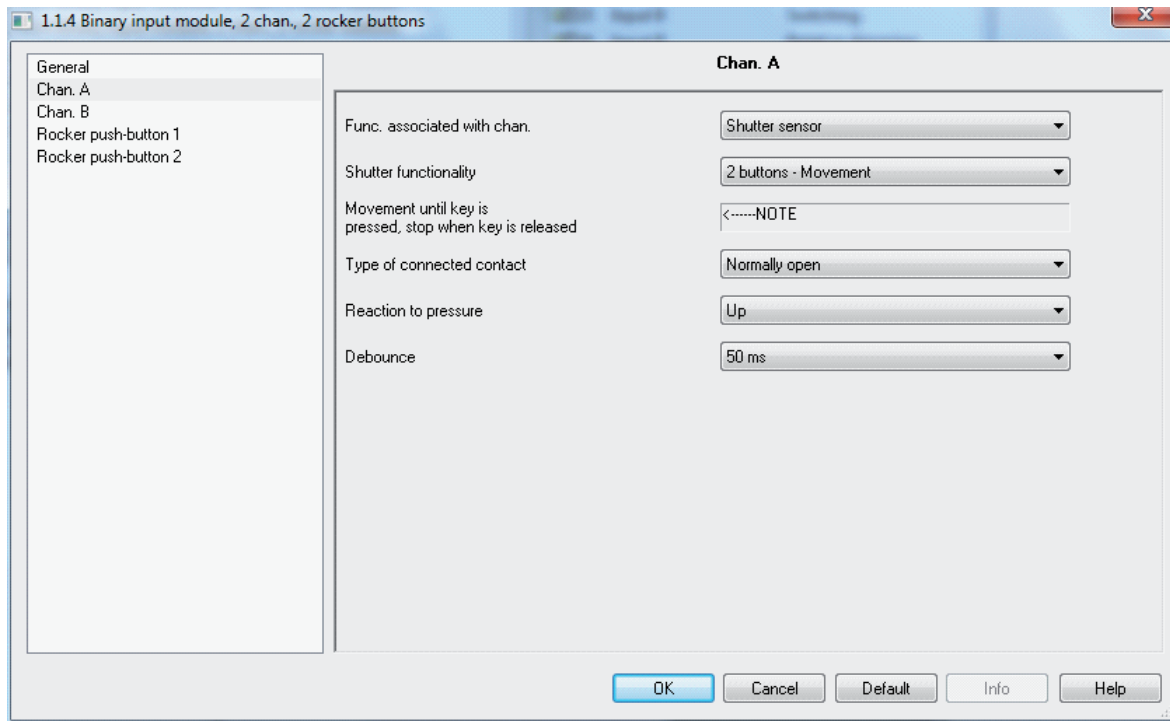 1.1.4 Binary input module, 2 chan., 2 rocker buttons
General
Chan. A
Chan. B
Rocker push-button 1
Rocker push-button 2
Chan. A
Func. associated with chan.
Shutter sensor
Shutter functionality
2 buttons - Movement
Movement until key is
pressed, stop when key is released
<------NOTE
Type of connected contact
Normally open
Reaction to pressure
Up
Debounce
50 ms
OK
Cancel
Default
Info
Help